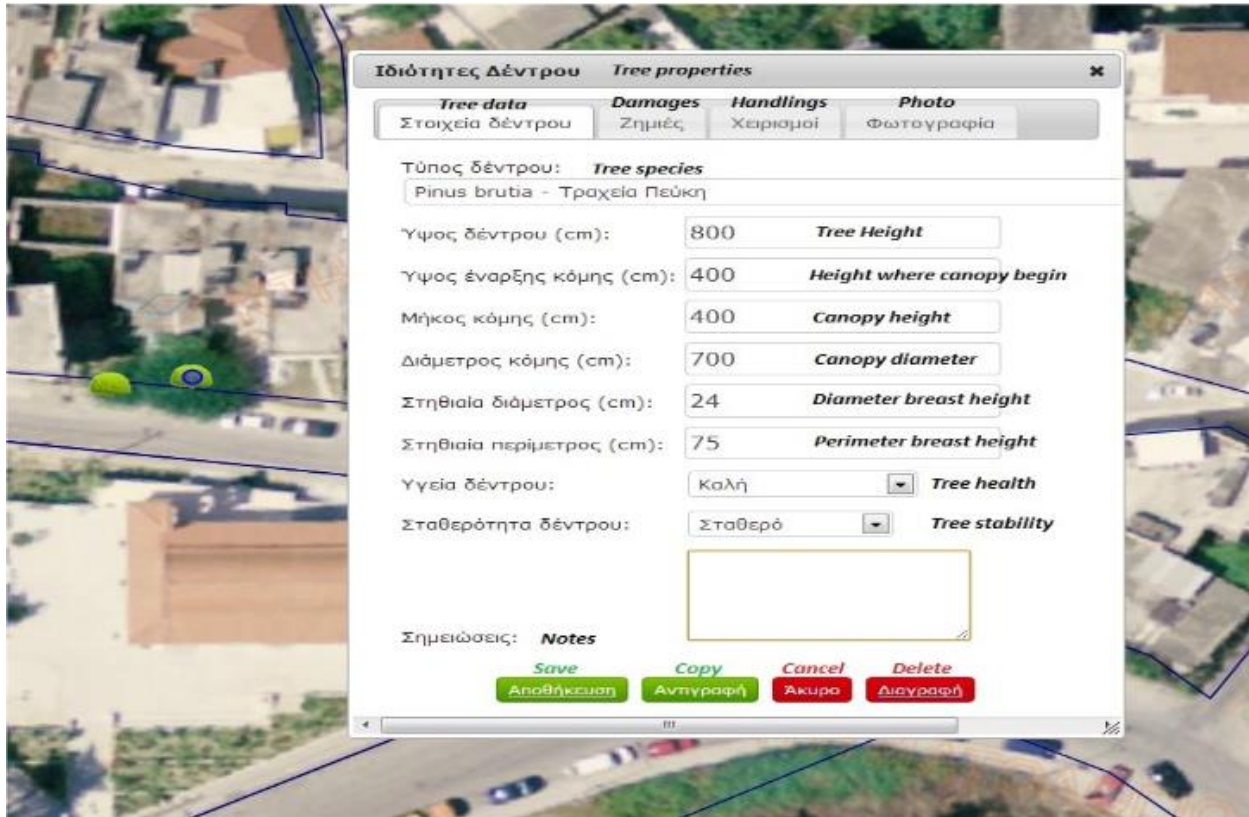 Ιδιότητες Δέντρου Tree properties
Tree data Damages Handlings Photo
Στοιχεία δέντρου Ζημιές Χειρισμοί Φωτογραφία
Τύπος δέντρου: Tree species
Pinus brutia - Τραχεία Πεύκη
Ύψος δέντρου (cm): 800 Tree Height
Ύψος έναρξης κόμης (cm): 400 Height where canopy begin
Μήκος κόμης (cm): 400 Canopy height
Διάμετρος κόμης (cm): 700 Canopy diameter
Στηθιαία διάμετρος (cm): 24 Diameter breast height
Στηθιαία περίμετρος (cm): 75 Perimeter breast height
Υγεία δέντρου: Καλή Tree health
Σταθερότητα δέντρου: Σταθερό Tree stability
Σημειώσεις: Notes
Save Copy Cancel Delete
Αποθήκευση Αντιγραφή Άκυρο Διαγραφή